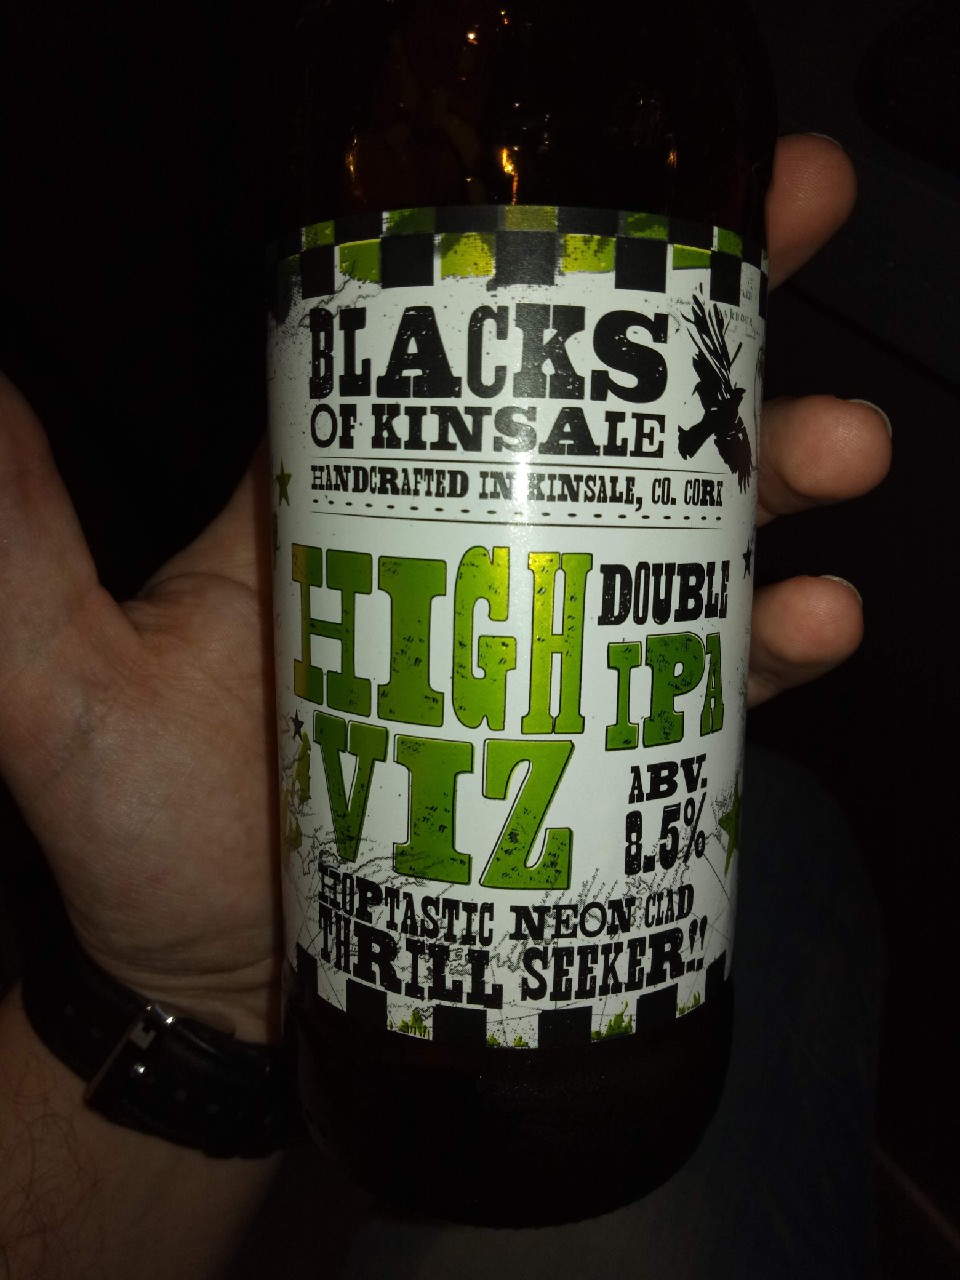 BLACKS
OF KINSALE
HANDCRAFTED IN KINSALE, CO. CORK
HIGH
VIZ
DOUBLE
IPA
ABV.
8.5%
HOPTASTIC NEON CLAD
THRILL SEEKER!!